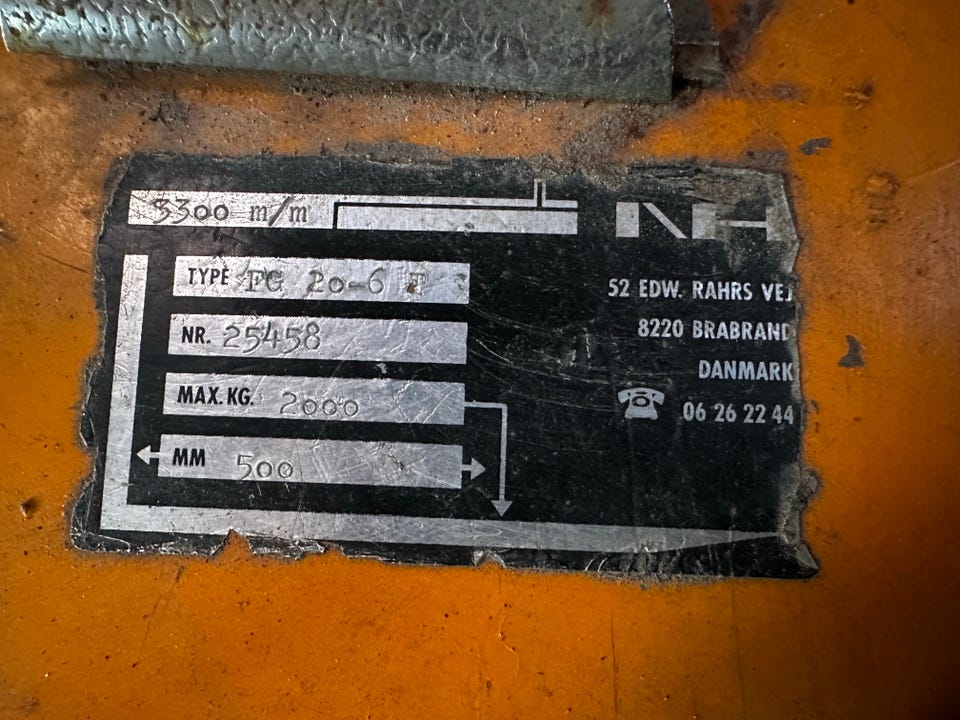 3300 m/m
NH
TYPE FG 20-6 T
NR. 25458
MAX. KG. 2000
MM 500
52 EDW. RAHRS VEJ
8220 BRABRAND
DANMARK
06 26 22 44